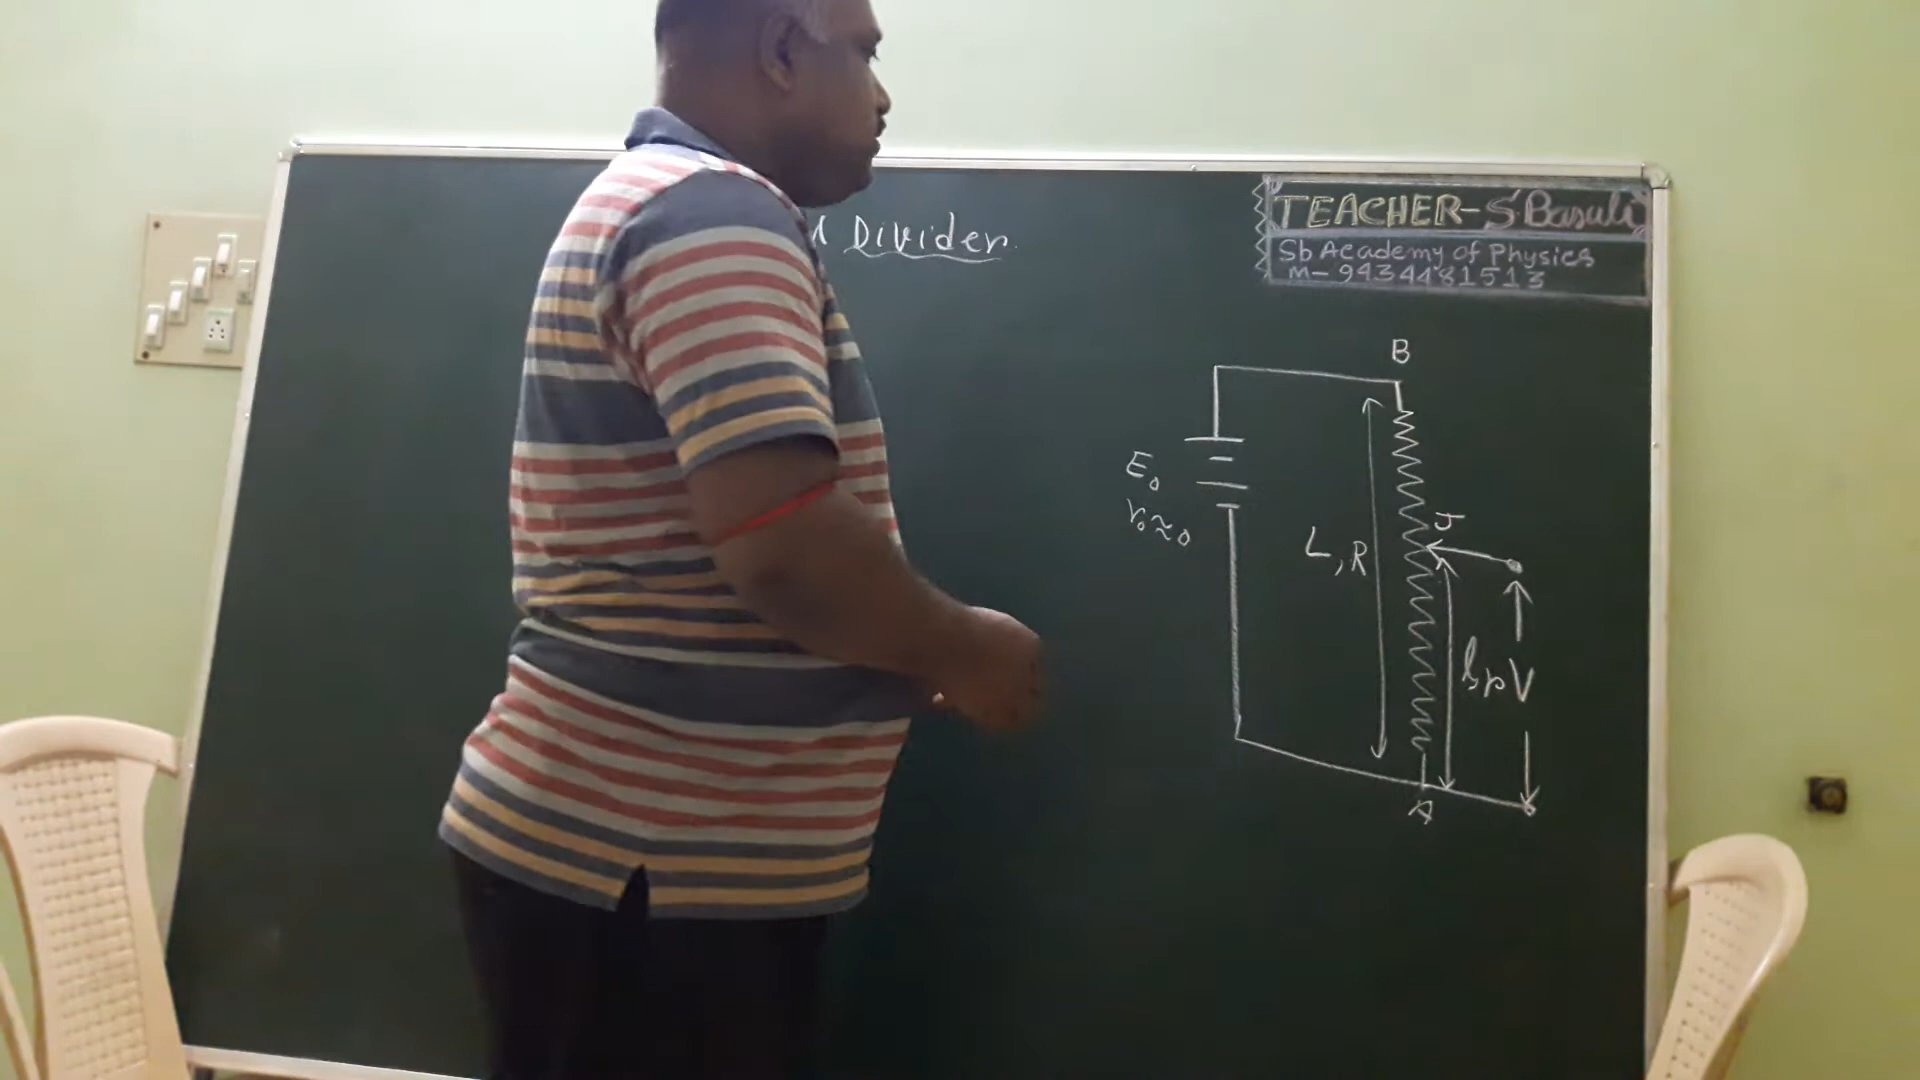 Divider
TEACHER-S Basuli
Sb Academy of Physics
M-9434481513
B
E₀
r₀≈0
J
L,R
l,r
V
A